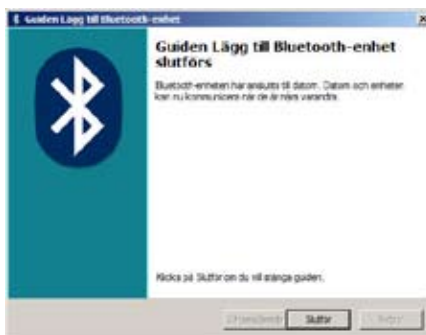 Guiden Lägg till Bluetooth-enhet
Guiden Lägg till Bluetooth-enhet
slutförs
Bluetooth-enheten har anslutits till datorn. Datorn och enheten
kan nu kommunicera när de är nära varandra.
Klicka på Slutför om du vill stänga guiden.
Slutför